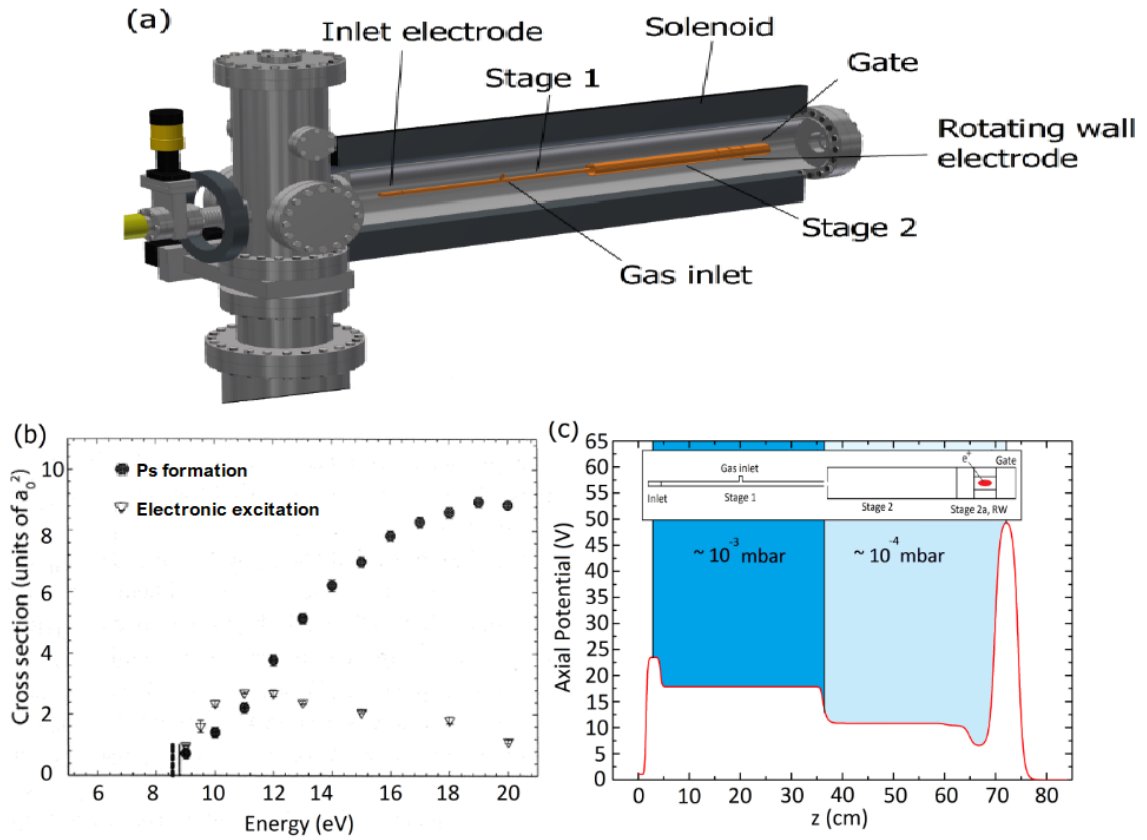 (a)
Inlet electrode
Stage 1
Solenoid
Gate
Rotating wall
electrode
Stage 2
Gas inlet
(b)
Cross section (units of a₀²)
10
8
6
4
2
0
Ps formation
Electronic excitation
6 8 10 12 14 16 18 20
Energy (eV)
(c)
Axial Potential (V)
65
60
55
50
45
40
35
30
25
20
15
10
5
0
Gas inlet
Inlet
Stage 1
Stage 2
e⁺
Gate
Stage 2a, RW
~ 10⁻³ mbar
~ 10⁻⁴ mbar
0 10 20 30 40 50 60 70 80
z (cm)